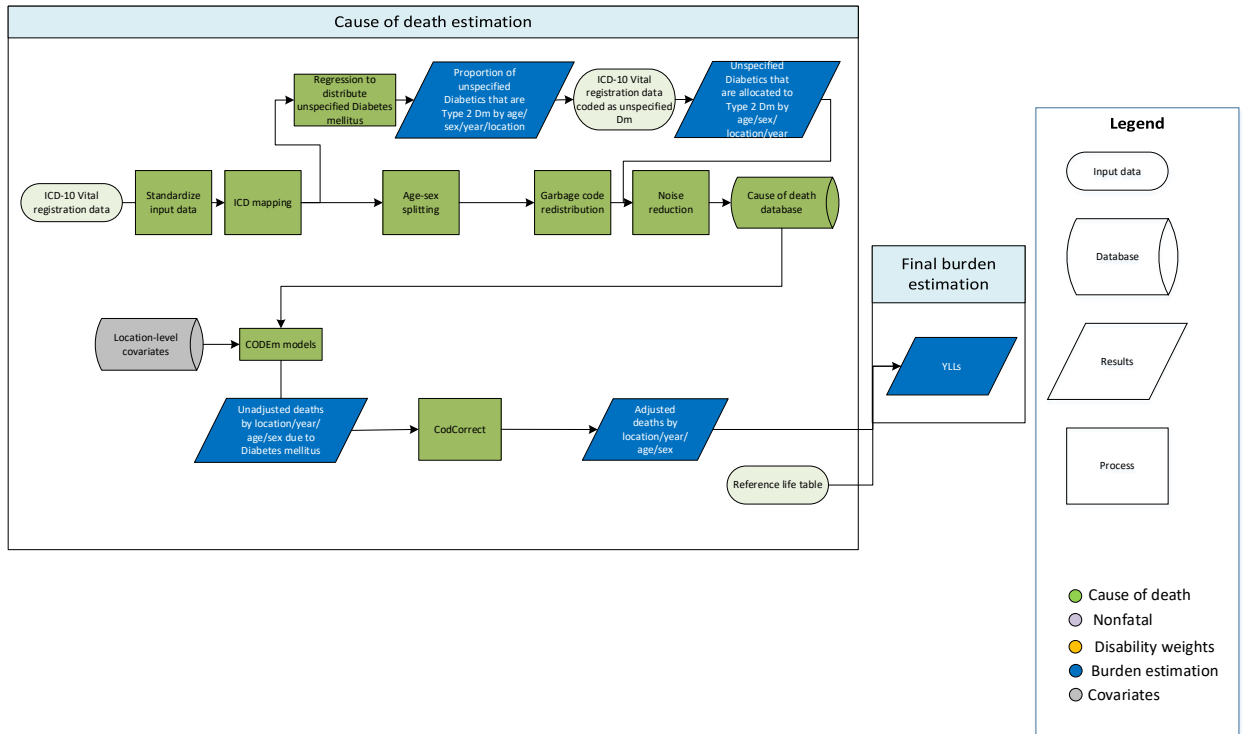 Cause of death estimation
Regression to
distribute
unspecified Diabetes
mellitus
Proportion of
unspecified
Diabetics that are
Type 2 Dm by age/
sex/year/location
ICD-10 Vital
registration data
coded as unspecified
Dm
Unspecified
Diabetics that
are allocated to
Type 2 Dm by
age/sex/
location/year
ICD-10 Vital
registration data
Standardize
input data
ICD mapping
Age-sex
splitting
Garbage code
redistribution
Noise
reduction
Cause of death
database
Location-level
covariates
CODEm models
Unadjusted deaths
by location/year/
age/sex due to
Diabetes mellitus
CodCorrect
Adjusted
deaths by
location/year/
age/sex
Reference life table
Final burden
estimation
YLLs
Legend
Input data
Database
Results
Process
Cause of death
Nonfatal
Disability weights
Burden estimation
Covariates